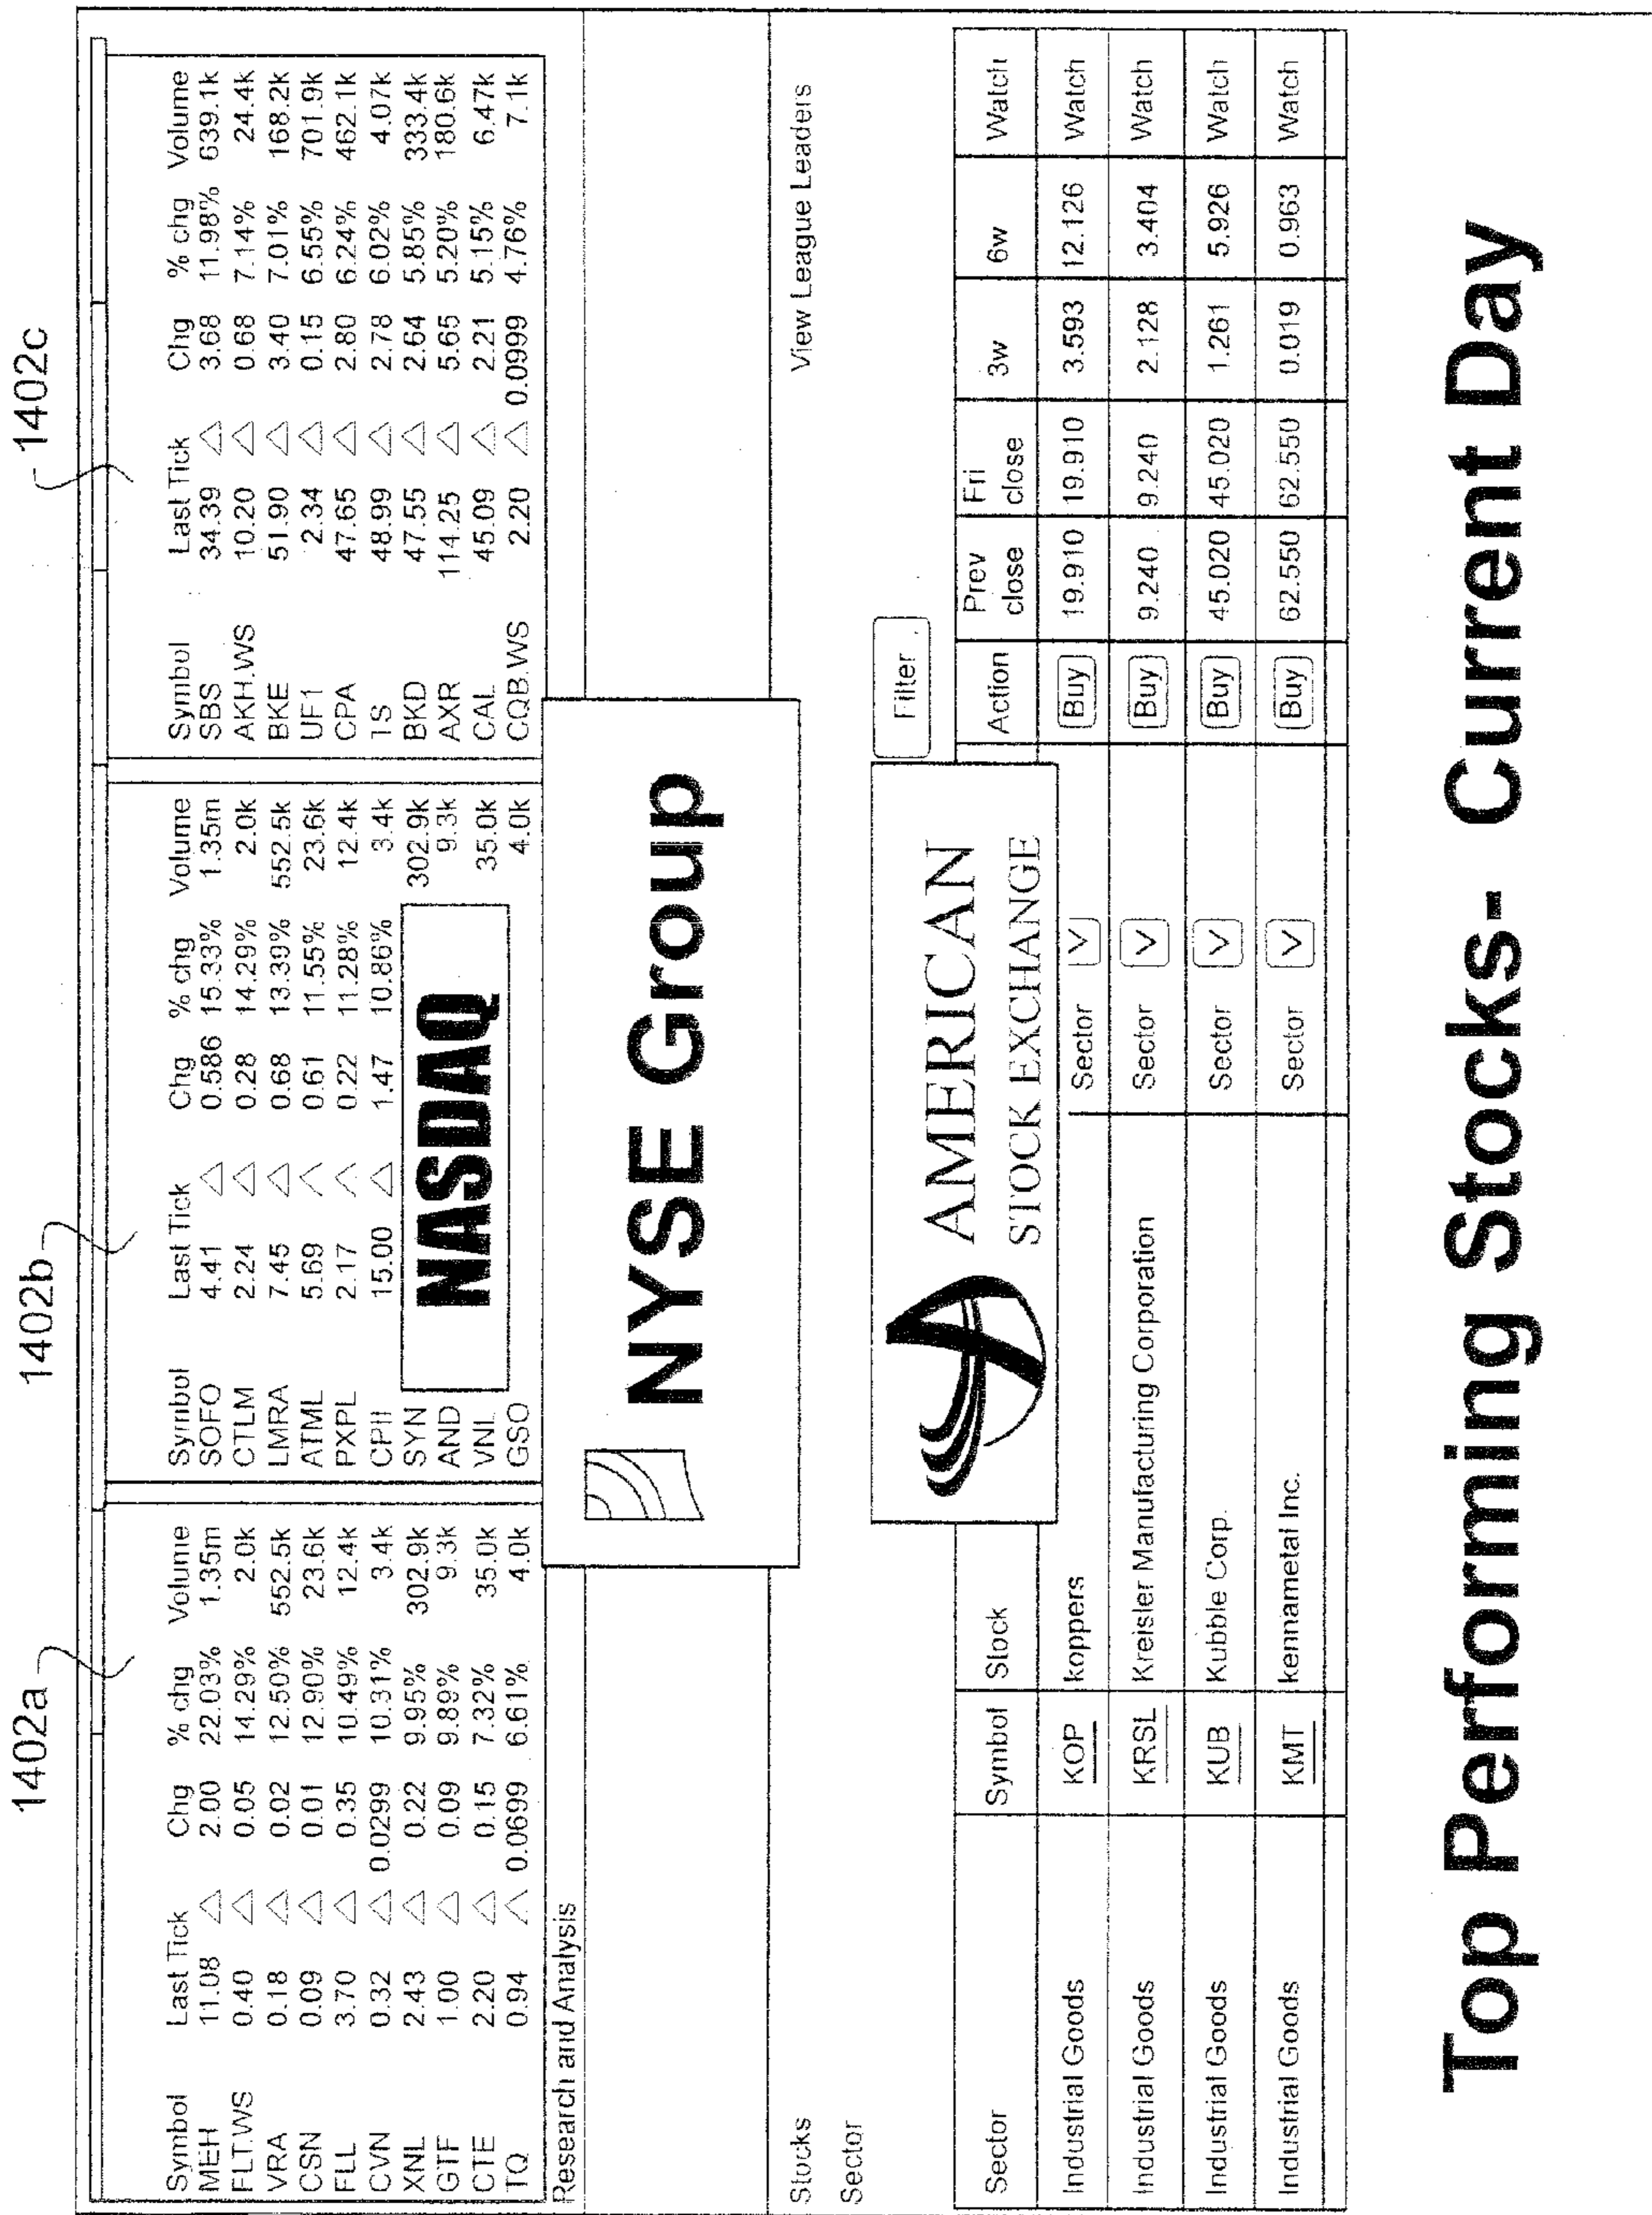 1402a
1402b
1402c
Symbol Last Tick Chg % chg Volume
MEH 11.08 △ 2.00 22.03% 1.35m
FLT.WS 0.40 △ 0.05 14.29% 2.0k
VRA 0.18 △ 0.02 12.50% 552.5k
CSN 0.09 △ 0.01 12.90% 23.6k
FLL 3.70 △ 0.35 10.49% 12.4k
CVN 0.32 △ 0.0299 10.31% 3.4k
XNL 2.43 △ 0.22 9.95% 302.9k
GTF 1.00 △ 0.09 9.89% 9.3k
CTE 2.20 △ 0.15 7.32% 35.0k
TQ 0.94 △ 0.0699 6.61% 4.0k
Symbol Last Tick Chg % chg Volume
SOFO 4.41 △ 0.586 15.33% 1.35m
CTLM 2.24 △ 0.28 14.29% 2.0k
LMRA 7.45 △ 0.68 13.39% 552.5k
ATML 5.69 △ 0.61 11.55% 23.6k
PXPL 2.17 △ 0.22 11.28% 12.4k
CPII 15.00 △ 1.47 10.86% 3.4k
SYN 302.9k
AND 9.3k
VNL 35.0k
GSO 4.0k
NASDAQ
Symbol Last Tick Chg % chg Volume
SBS 34.39 △ 3.68 11.98% 639.1k
AKH.WS 10.20 △ 0.68 7.14% 24.4k
BKE 51.90 △ 3.40 7.01% 168.2k
UF1 2.34 △ 0.15 6.55% 701.9k
CPA 47.65 △ 2.80 6.24% 462.1k
1S 48.99 △ 2.78 6.02% 4.07k
BKD 47.55 △ 2.64 5.85% 333.4k
AXR 114.25 △ 5.65 5.20% 180.6k
CAL 45.09 △ 2.21 5.15% 6.47k
CQB.WS 2.20 △ 0.0999 4.76% 7.1k
Research and Analysis
NYSE Group
Stocks View League Leaders
Sector
AMERICAN
STOCK EXCHANGE
Filter
Sector Symbol Stock Action Prev close Fri close 3w 6w Watch
Industrial Goods KOP koppers Sector V Buy 19.910 19.910 3.593 12.126 Watch
Industrial Goods KRSL Kreisler Manufacturing Corporation Sector V Buy 9.240 9.240 2.128 3.404 Watch
Industrial Goods KUB Kubble Corp. Sector V Buy 45.020 45.020 1.261 5.926 Watch
Industrial Goods KMT kennametal Inc. Sector V Buy 62.550 62.550 0.019 0.963 Watch
Top Performing Stocks- Current Day